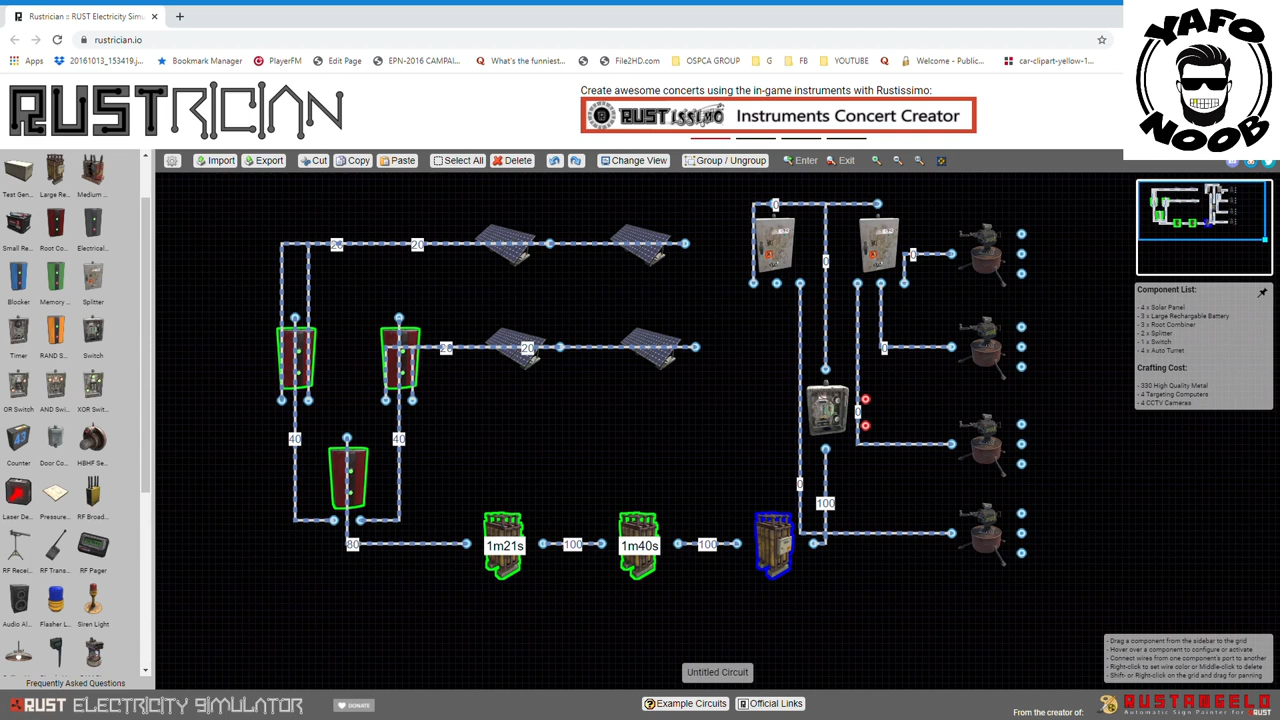 Rustrician :: RUST Electricity Simu
rustrician.io
Apps
20161013_153419.j...
Bookmark Manager
PlayerFM
Edit Page
EPN-2016 CAMPAI...
What's the funniest...
File2HD.com
OSPCA GROUP
G
FB
YOUTUBE
Welcome - Public...
car-clipart-yellow-1...
YAFO
NOOB
RUSTRICIAN
Create awesome concerts using the in-game instruments with Rustissimo:
RUSTISSIMO Instruments Concert Creator
Import
Export
Cut
Copy
Paste
Select All
Delete
Change View
Group / Ungroup
Enter
Exit
Test Gen...
Large Re...
Medium ...
Small Re...
Root Co...
Electrical...
Blocker
Memory ...
Splitter
Timer
RAND S...
Switch
OR Switch
AND Swi...
XOR Swit...
Counter
Door Co...
HBHF Se...
Laser De...
Pressure...
RF Broad...
RF Recei...
RF Trans...
RF Pager
Audio Al...
Flasher L...
Siren Light
Frequently Asked Questions
20
20
20
20
40
40
80
1m21s
100
1m40s
100
100
0
0
0
0
0
0
Component List:
- 4 x Solar Panel
- 3 x Large Rechargable Battery
- 3 x Root Combiner
- 2 x Splitter
- 1 x Switch
- 4 x Auto Turret
Crafting Cost:
- 330 High Quality Metal
- 4 Targeting Computers
- 4 CCTV Cameras
- Drag a component from the sidebar to the grid
- Hover over a component to configure or activate
- Connect wires from one component's port to another
- Right-click to set wire color or Middle-click to delete
- Shift- or Right-click on the grid and drag for panning
Untitled Circuit
RUST ELECTRICITY SIMULATOR
DONATE
Example Circuits
Official Links
From the creator of:
RUSTANGELO
Automatic Sign Painter for RUST